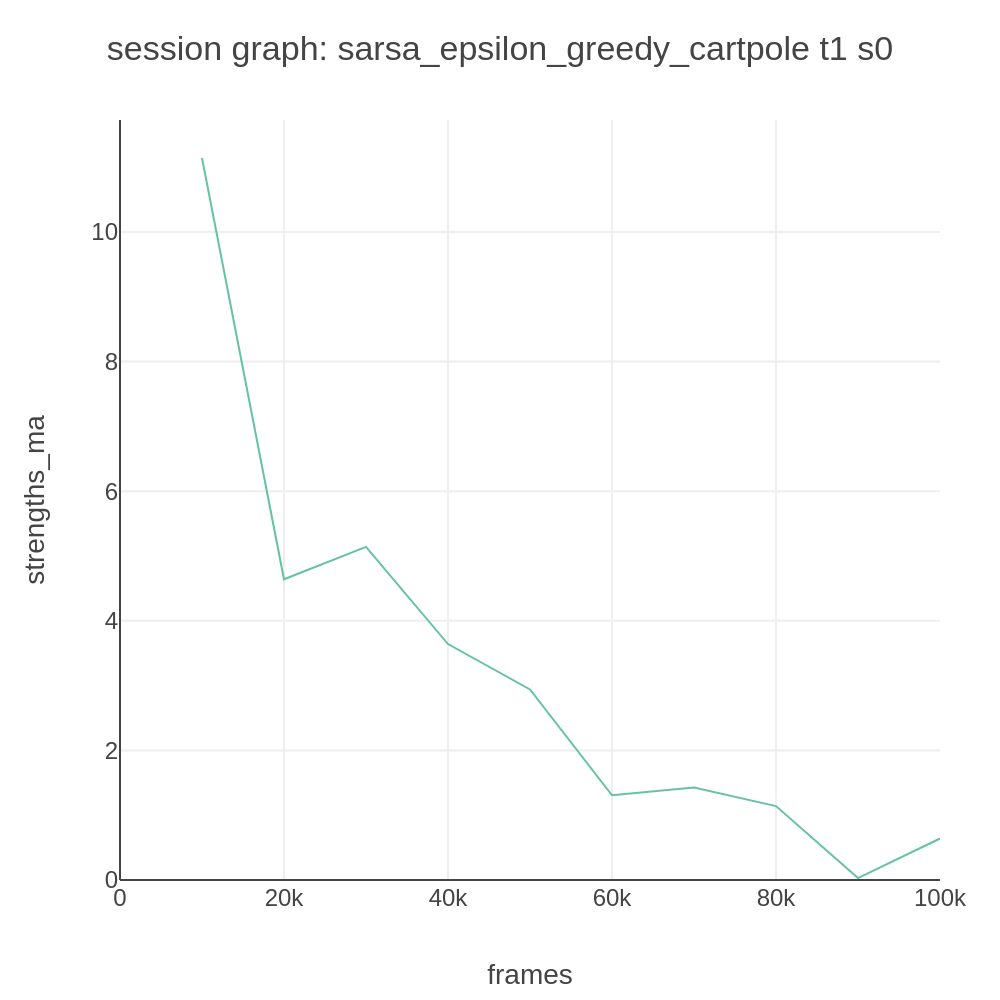 session graph: sarsa_epsilon_greedy_cartpole t1 s0
strengths_ma
10
8
6
4
2
0
0 20k 40k 60k 80k 100k
frames